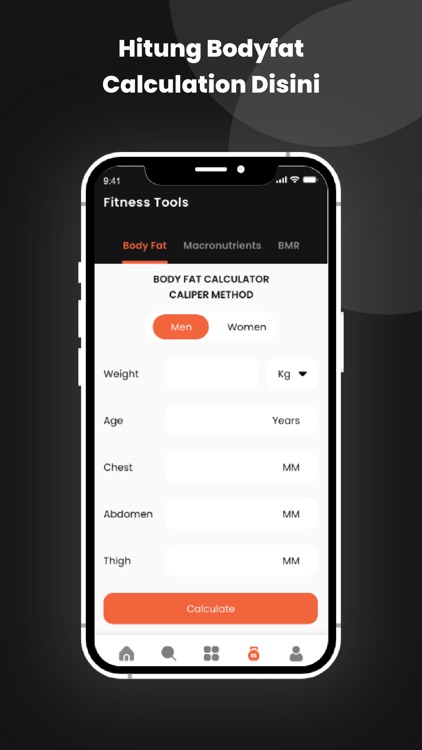 Hitung Bodyfat
Calculation Disini
9:41
Fitness Tools
Body Fat Macronutrients BMR
BODY FAT CALCULATOR
CALIPER METHOD
Men Women
Weight Kg
Age Years
Chest MM
Abdomen MM
Thigh MM
Calculate